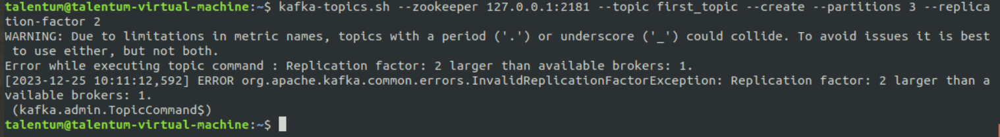 talentum@talentum-virtual-machine:~$ kafka-topics.sh --zookeeper 127.0.0.1:2181 --topic first_topic --create --partitions 3 --replica
tion-factor 2
WARNING: Due to limitations in metric names, topics with a period ('.') or underscore ('_') could collide. To avoid issues it is best
 to use either, but not both.
Error while executing topic command : Replication factor: 2 larger than available brokers: 1.
[2023-12-25 10:11:12,592] ERROR org.apache.kafka.common.errors.InvalidReplicationFactorException: Replication factor: 2 larger than a
vailable brokers: 1.
 (kafka.admin.TopicCommand$)
talentum@talentum-virtual-machine:~$